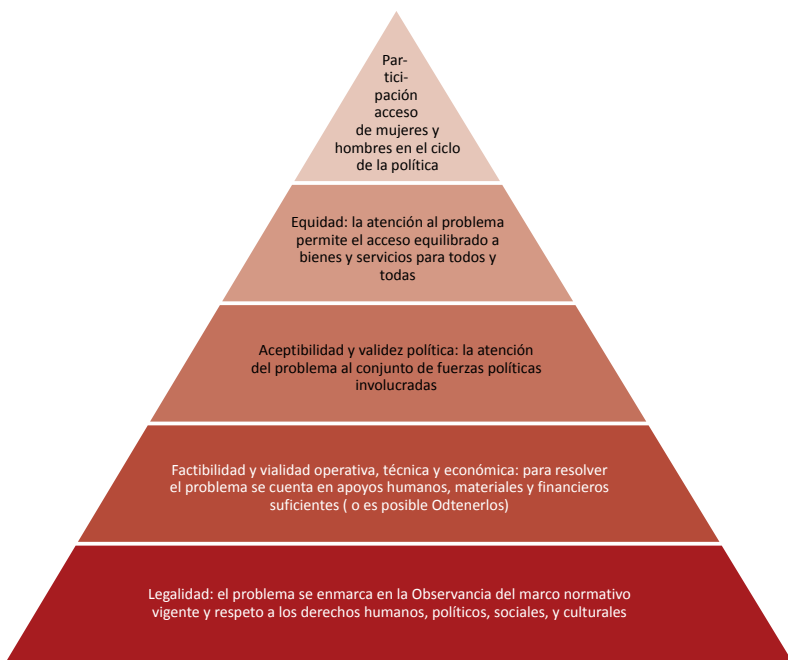 Par-
tici-
pación
acceso
de mujeres y
hombres en el ciclo
de la política
Equidad: la atención al problema
permite el acceso equilibrado a
bienes y servicios para todos y
todas
Aceptibilidad y validez política: la atención
del problema al conjunto de fuerzas políticas
involucradas
Factibilidad y vialidad operativa, técnica y económica: para resolver
el problema se cuenta en apoyos humanos, materiales y financieros
suficientes ( o es posible Odtenerlos)
Legalidad: el problema se enmarca en la Observancia del marco normativo
vigente y respeto a los derechos humanos, políticos, sociales, y culturales